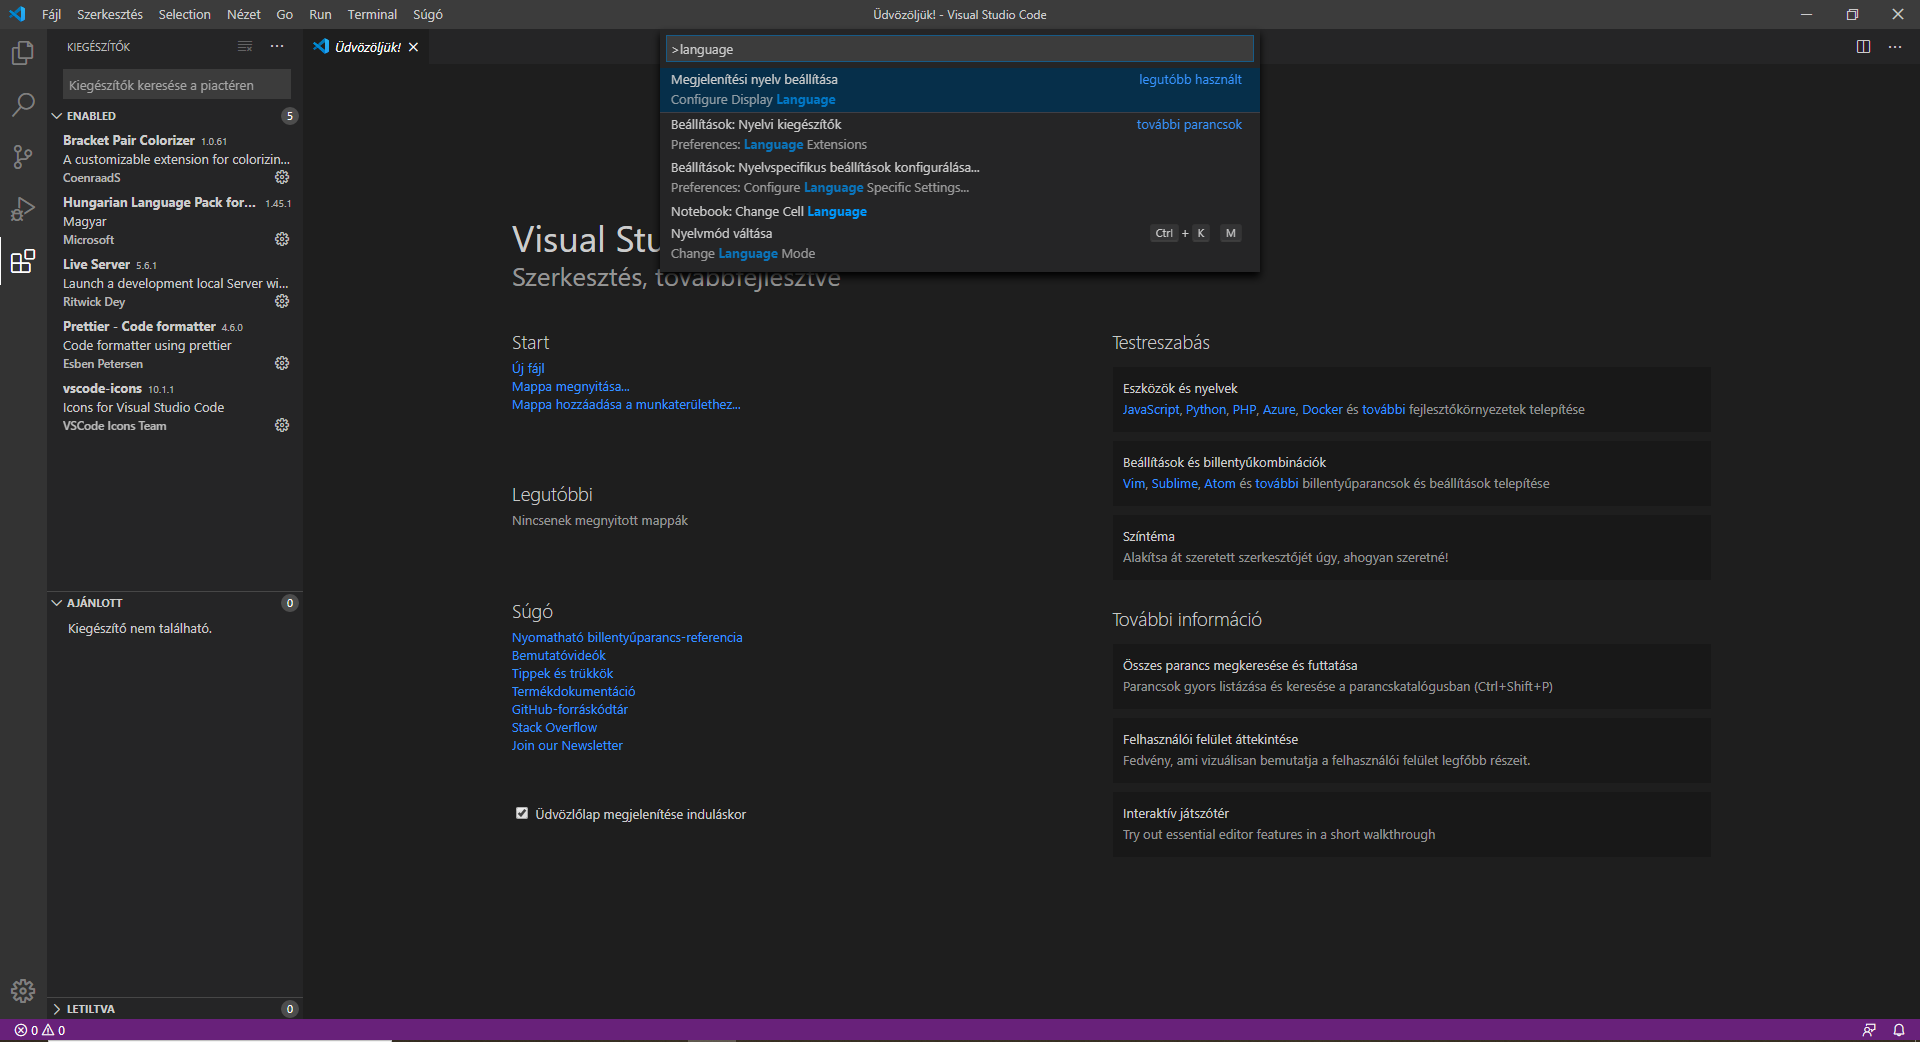 Fájl Szerkesztés Selection Nézet Go Run Terminal Súgó
Üdvözöljük! - Visual Studio Code
KIEGÉSZÍTŐK
Kiegészítők keresése a piactéren
ENABLED 5
Bracket Pair Colorizer 1.0.61
A customizable extension for colorizin...
CoenraadS
Hungarian Language Pack for... 1.45.1
Magyar
Microsoft
Live Server 5.6.1
Launch a development local Server wi...
Ritwick Dey
Prettier - Code formatter 4.6.0
Code formatter using prettier
Esben Petersen
vscode-icons 10.1.1
Icons for Visual Studio Code
VSCode Icons Team
AJÁNLOTT 0
Kiegészítő nem található.
LETILTVA 0
Üdvözöljük!
>language
Megjelenítési nyelv beállítása legutóbb használt
Configure Display Language
Beállítások: Nyelvi kiegészítők további parancsok
Preferences: Language Extensions
Beállítások: Nyelvspecifikus beállítások konfigurálása...
Preferences: Configure Language Specific Settings...
Notebook: Change Cell Language
Nyelvmód váltása Ctrl + K M
Change Language Mode
Visual Stu
Szerkesztés, továbbfejlesztve
Start
Új fájl
Mappa megnyitása...
Mappa hozzáadása a munkaterülethez...
Legutóbbi
Nincsenek megnyitott mappák
Súgó
Nyomatható billentyűparancs-referencia
Bemutatóvideók
Tippek és trükkök
Termékdokumentáció
GitHub-forráskódtár
Stack Overflow
Join our Newsletter
Üdvözlőlap megjelenítése induláskor
Testreszabás
Eszközök és nyelvek
JavaScript, Python, PHP, Azure, Docker és további fejlesztőkörnyezetek telepítése
Beállítások és billentyűkombinációk
Vim, Sublime, Atom és további billentyűparancsok és beállítások telepítése
Színtéma
Alakítsa át szeretett szerkesztőjét úgy, ahogyan szeretné!
További információ
Összes parancs megkeresése és futtatása
Parancsok gyors listázása és keresése a parancskatalógusban (Ctrl+Shift+P)
Felhasználói felület áttekintése
Fedvény, ami vizuálisan bemutatja a felhasználói felület legfőbb részeit.
Interaktív játszótér
Try out essential editor features in a short walkthrough
0 0